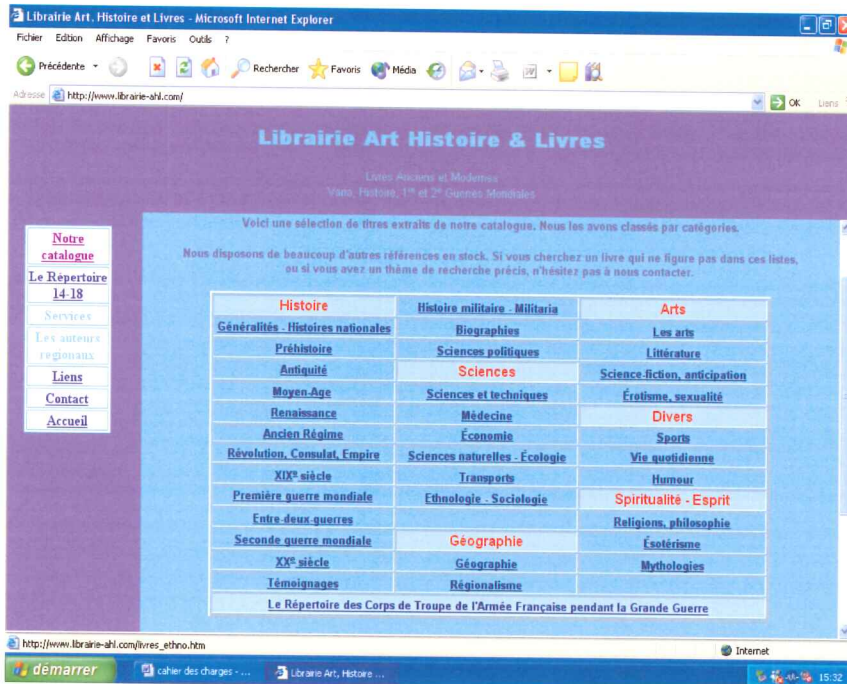 Librairie Art, Histoire et Livres - Microsoft Internet Explorer
Fichier Edition Affichage Favoris Outils ?
Précédente Rechercher Favoris Média
Adresse http://www.librairie-ahl.com/ OK Liens
Librairie Art Histoire & Livres
Livres Anciens et Modernes
Varia, Histoire, 1re et 2e Guerres Mondiales
Voici une sélection de titres extraits de notre catalogue. Nous les avons classés par catégories.
Nous disposons de beaucoup d'autres références en stock. Si vous cherchez un livre qui ne figure pas dans ces listes,
ou si vous avez un thème de recherche précis, n'hésitez pas à nous contacter.
Notre
catalogue
Le Répertoire
14-18
Services
Les auteurs
régionaux
Liens
Contact
Accueil
Histoire
Généralités - Histoires nationales
Préhistoire
Antiquité
Moyen-Age
Renaissance
Ancien Régime
Révolution, Consulat, Empire
XIXe siècle
Première guerre mondiale
Entre-deux-guerres
Seconde guerre mondiale
XXe siècle
Témoignages
Histoire militaire - Militaria
Biographies
Sciences politiques
Sciences
Sciences et techniques
Médecine
Économie
Sciences naturelles - Écologie
Transports
Ethnologie - Sociologie
Géographie
Géographie
Régionalisme
Arts
Les arts
Littérature
Science-fiction, anticipation
Érotisme, sexualité
Divers
Sports
Vie quotidienne
Humour
Spiritualité - Esprit
Religions, philosophie
Ésotérisme
Mythologies
Le Répertoire des Corps de Troupe de l'Armée Française pendant la Grande Guerre
http://www.librairie-ahl.com/livres_ethno.htm Internet
démarrer cahier des charges - ... Librairie Art, Histoire ... 15:32